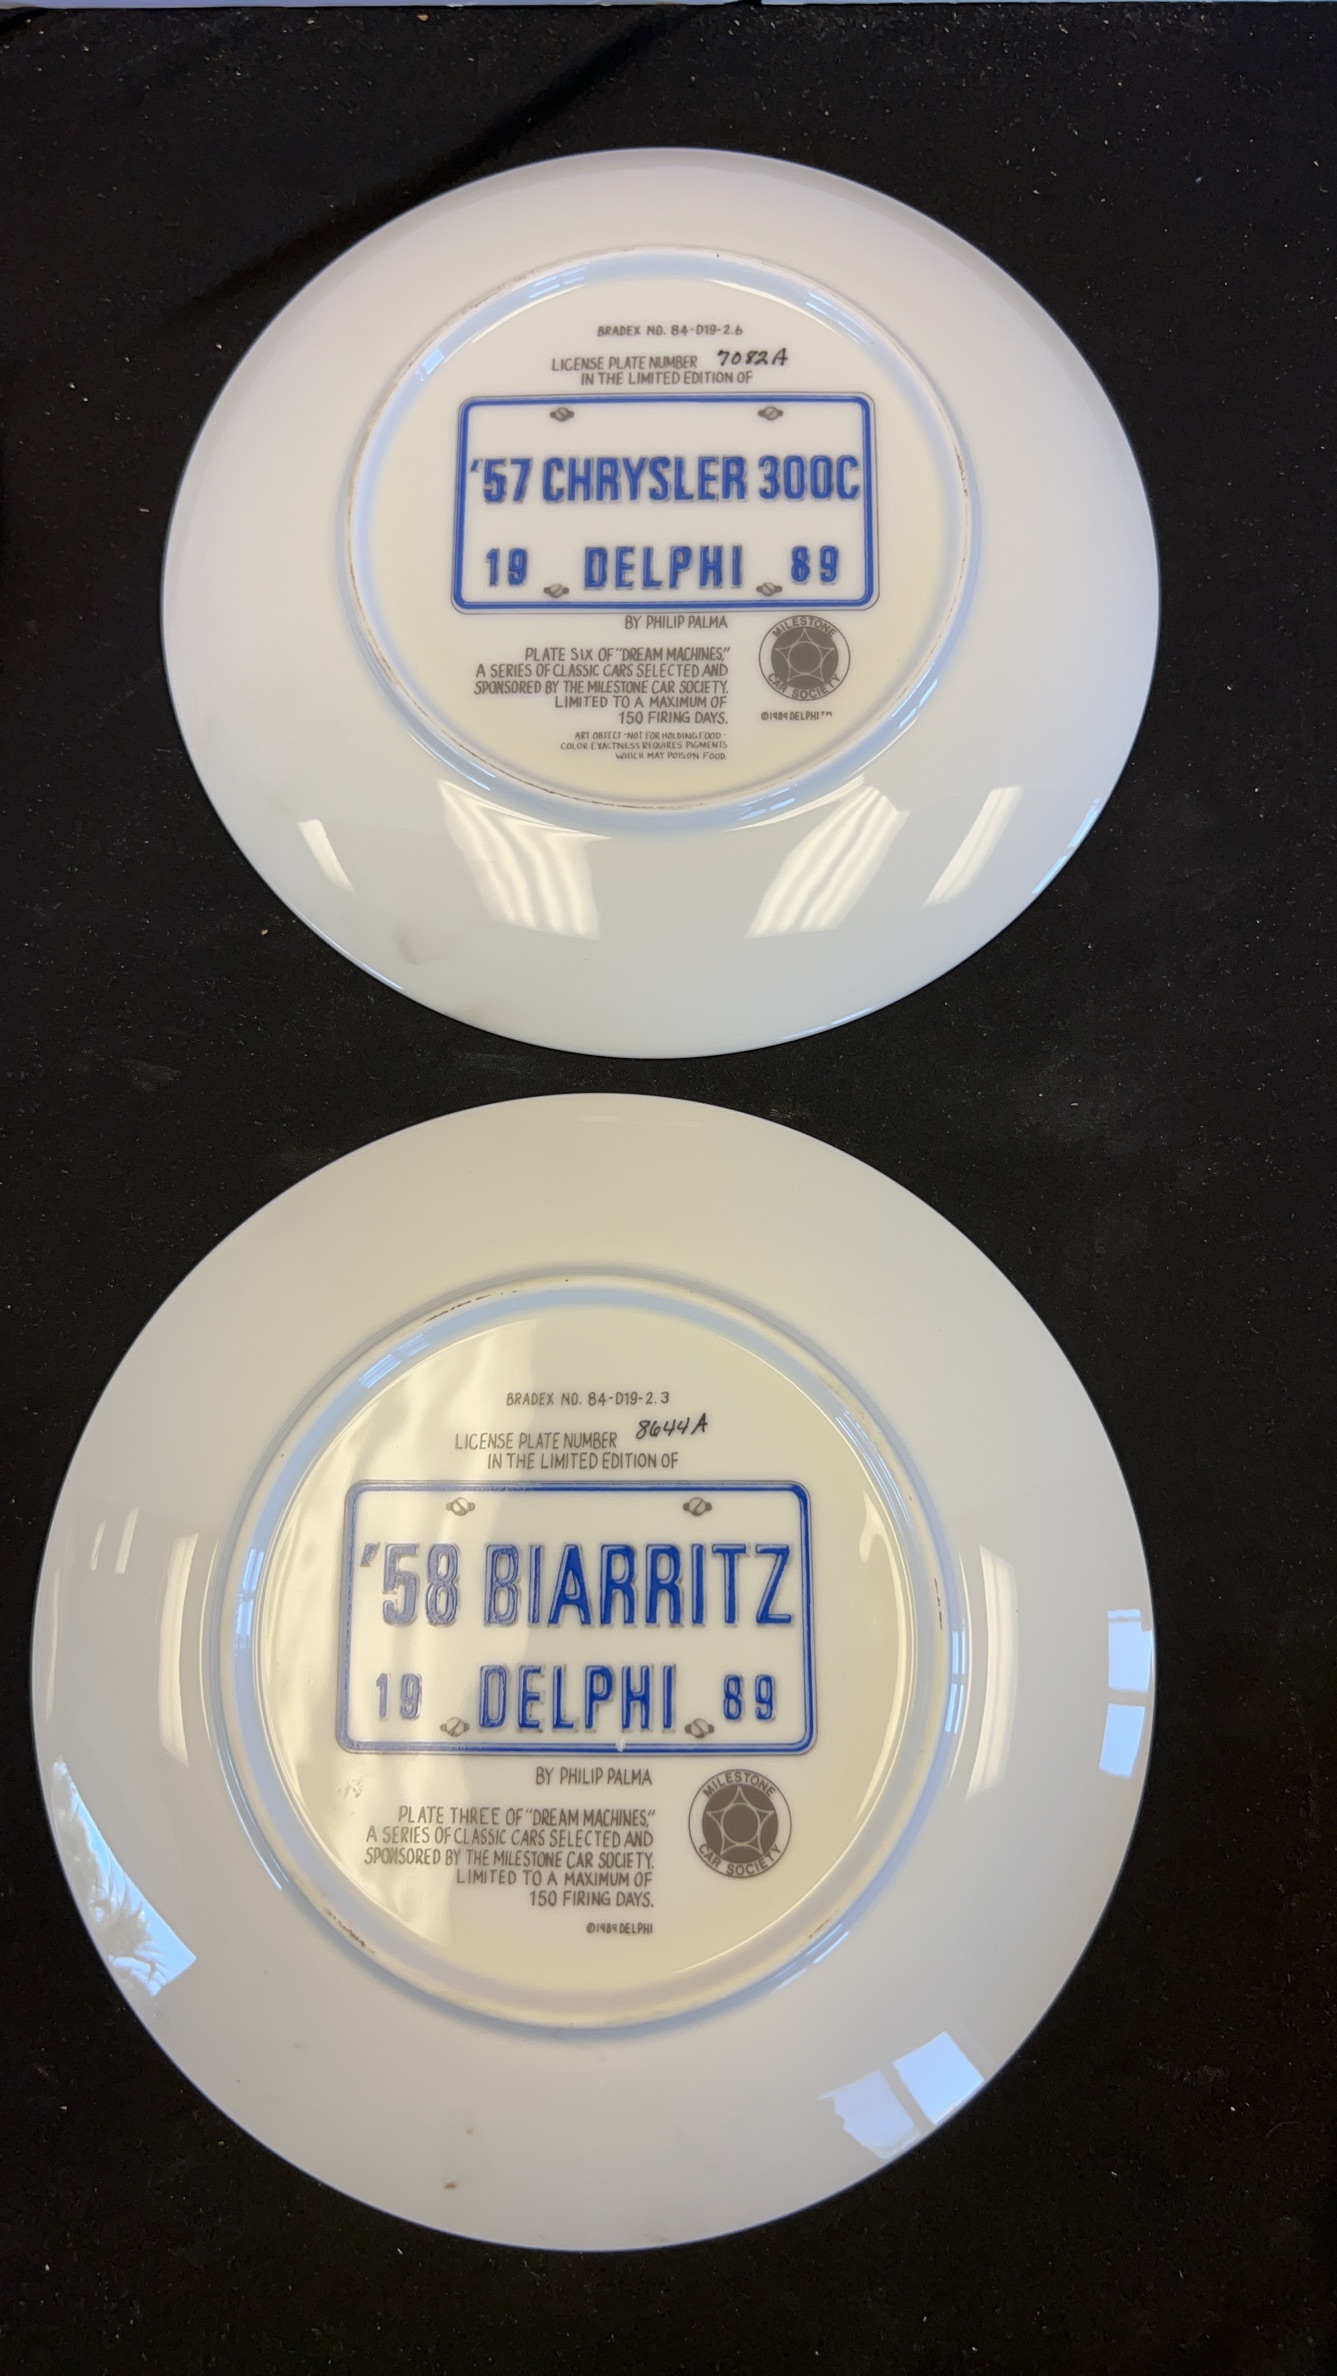 BRADEX NO. 84-D19-2.6
LICENSE PLATE NUMBER 7082A
IN THE LIMITED EDITION OF
'57 CHRYSLER 300C
19 DELPHI 89
BY PHILIP PALMA
MILESTONE
CAR SOCIETY
PLATE SIX OF "DREAM MACHINES,"
A SERIES OF CLASSIC CARS SELECTED AND
SPONSORED BY THE MILESTONE CAR SOCIETY.
LIMITED TO A MAXIMUM OF
150 FIRING DAYS.
©1989 DELPHI™
ART OBJECT - NOT FOR HOLDING FOOD -
COLOR EXACTNESS REQUIRES PIGMENTS
WHICH MAY POISON FOOD.
BRADEX NO. 84-D19-2.3
LICENSE PLATE NUMBER 8644A
IN THE LIMITED EDITION OF
'58 BIARRITZ
19 DELPHI 89
BY PHILIP PALMA
MILESTONE
CAR SOCIETY
PLATE THREE OF "DREAM MACHINES,"
A SERIES OF CLASSIC CARS SELECTED AND
SPONSORED BY THE MILESTONE CAR SOCIETY.
LIMITED TO A MAXIMUM OF
150 FIRING DAYS.
©1989 DELPHI